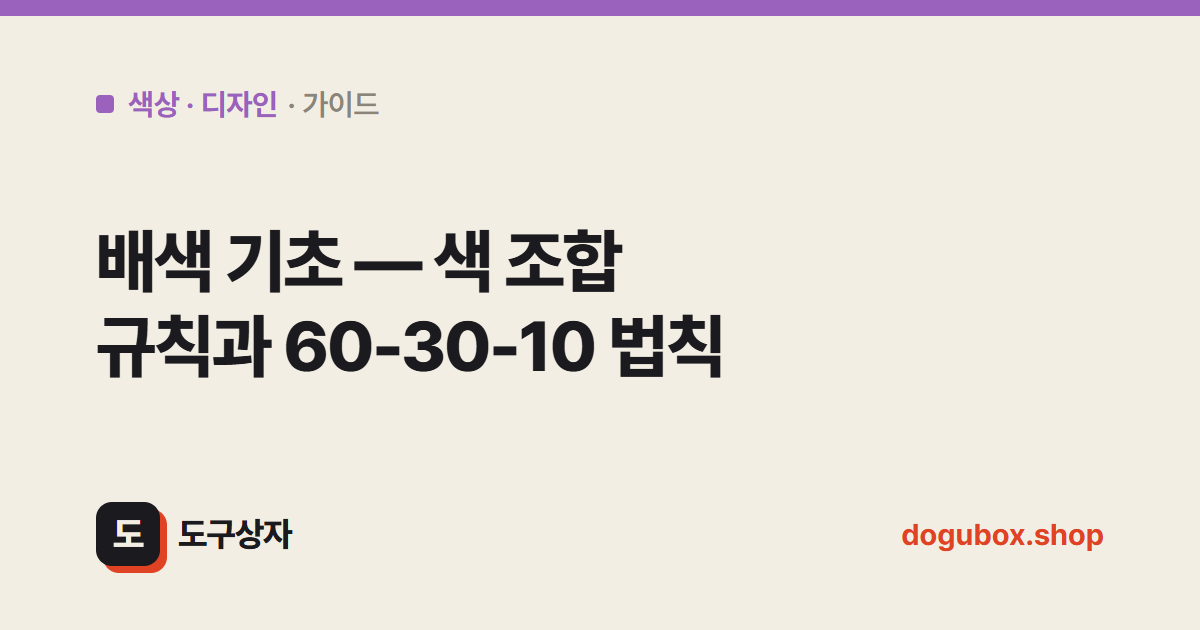 색상 · 디자인 · 가이드
배색 기초 — 색 조합
규칙과 60-30-10 법칙
도 도구상자
dogubox.shop